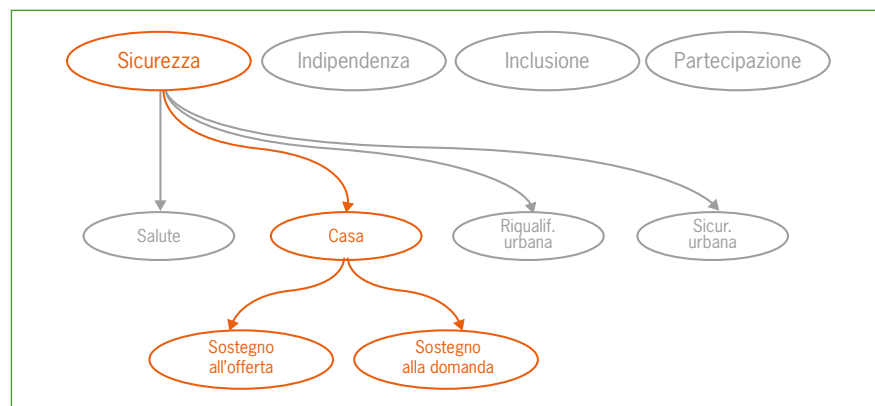 Sicurezza
Indipendenza
Inclusione
Partecipazione
Salute
Casa
Riqualif.
urbana
Sicur.
urbana
Sostegno
all'offerta
Sostegno
alla domanda